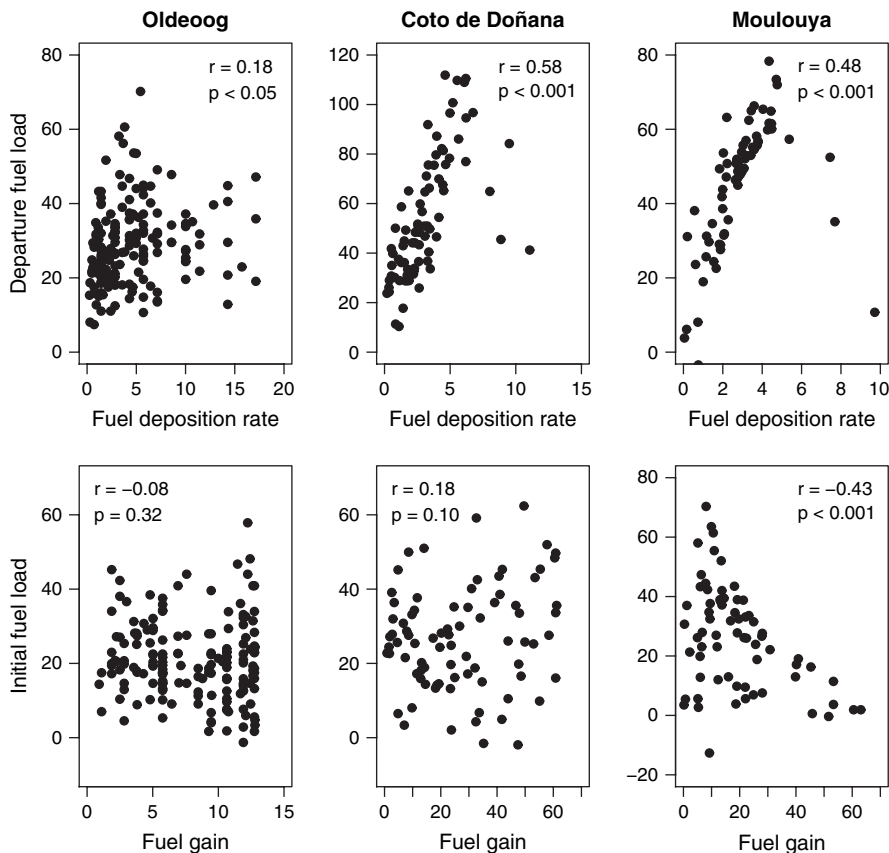 Oldeoog
Coto de Doñana
Moulouya
Departure fuel load
80
60
40
20
0
r = 0.18
p < 0.05
0 5 10 15 20
Fuel deposition rate
120
100
80
60
40
20
0
r = 0.58
p < 0.001
0 5 10 15
Fuel deposition rate
80
60
40
20
0
r = 0.48
p < 0.001
0 2 4 6 8 10
Fuel deposition rate
Initial fuel load
60
40
20
0
r = −0.08
p = 0.32
0 5 10 15
Fuel gain
60
40
20
0
r = 0.18
p = 0.10
0 20 40 60
Fuel gain
80
60
40
20
0
−20
r = −0.43
p < 0.001
0 20 40 60
Fuel gain